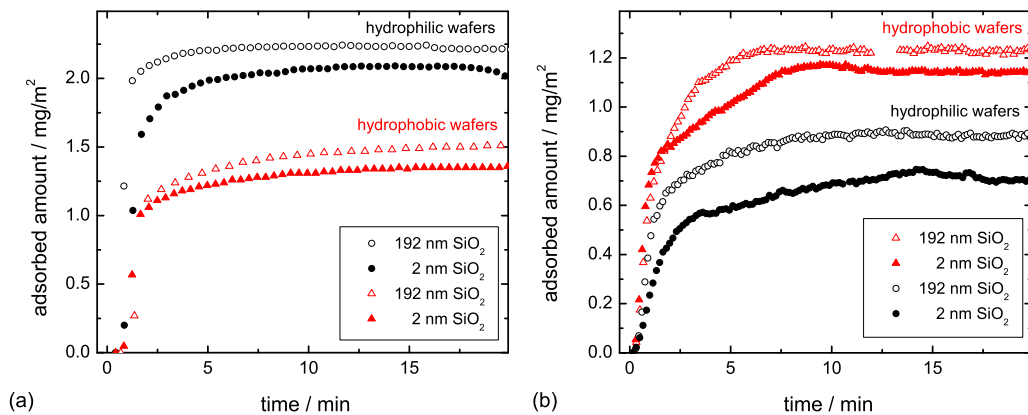 hydrophilic wafers
hydrophobic wafers
adsorbed amount / mg/m²
2.0
1.5
1.0
0.5
0.0
192 nm SiO₂
2 nm SiO₂
192 nm SiO₂
2 nm SiO₂
0 5 10 15
time / min
(a)
hydrophobic wafers
hydrophilic wafers
adsorbed amount / mg/m²
1.2
1.0
0.8
0.6
0.4
0.2
0.0
192 nm SiO₂
2 nm SiO₂
192 nm SiO₂
2 nm SiO₂
0 5 10 15
time / min
(b)